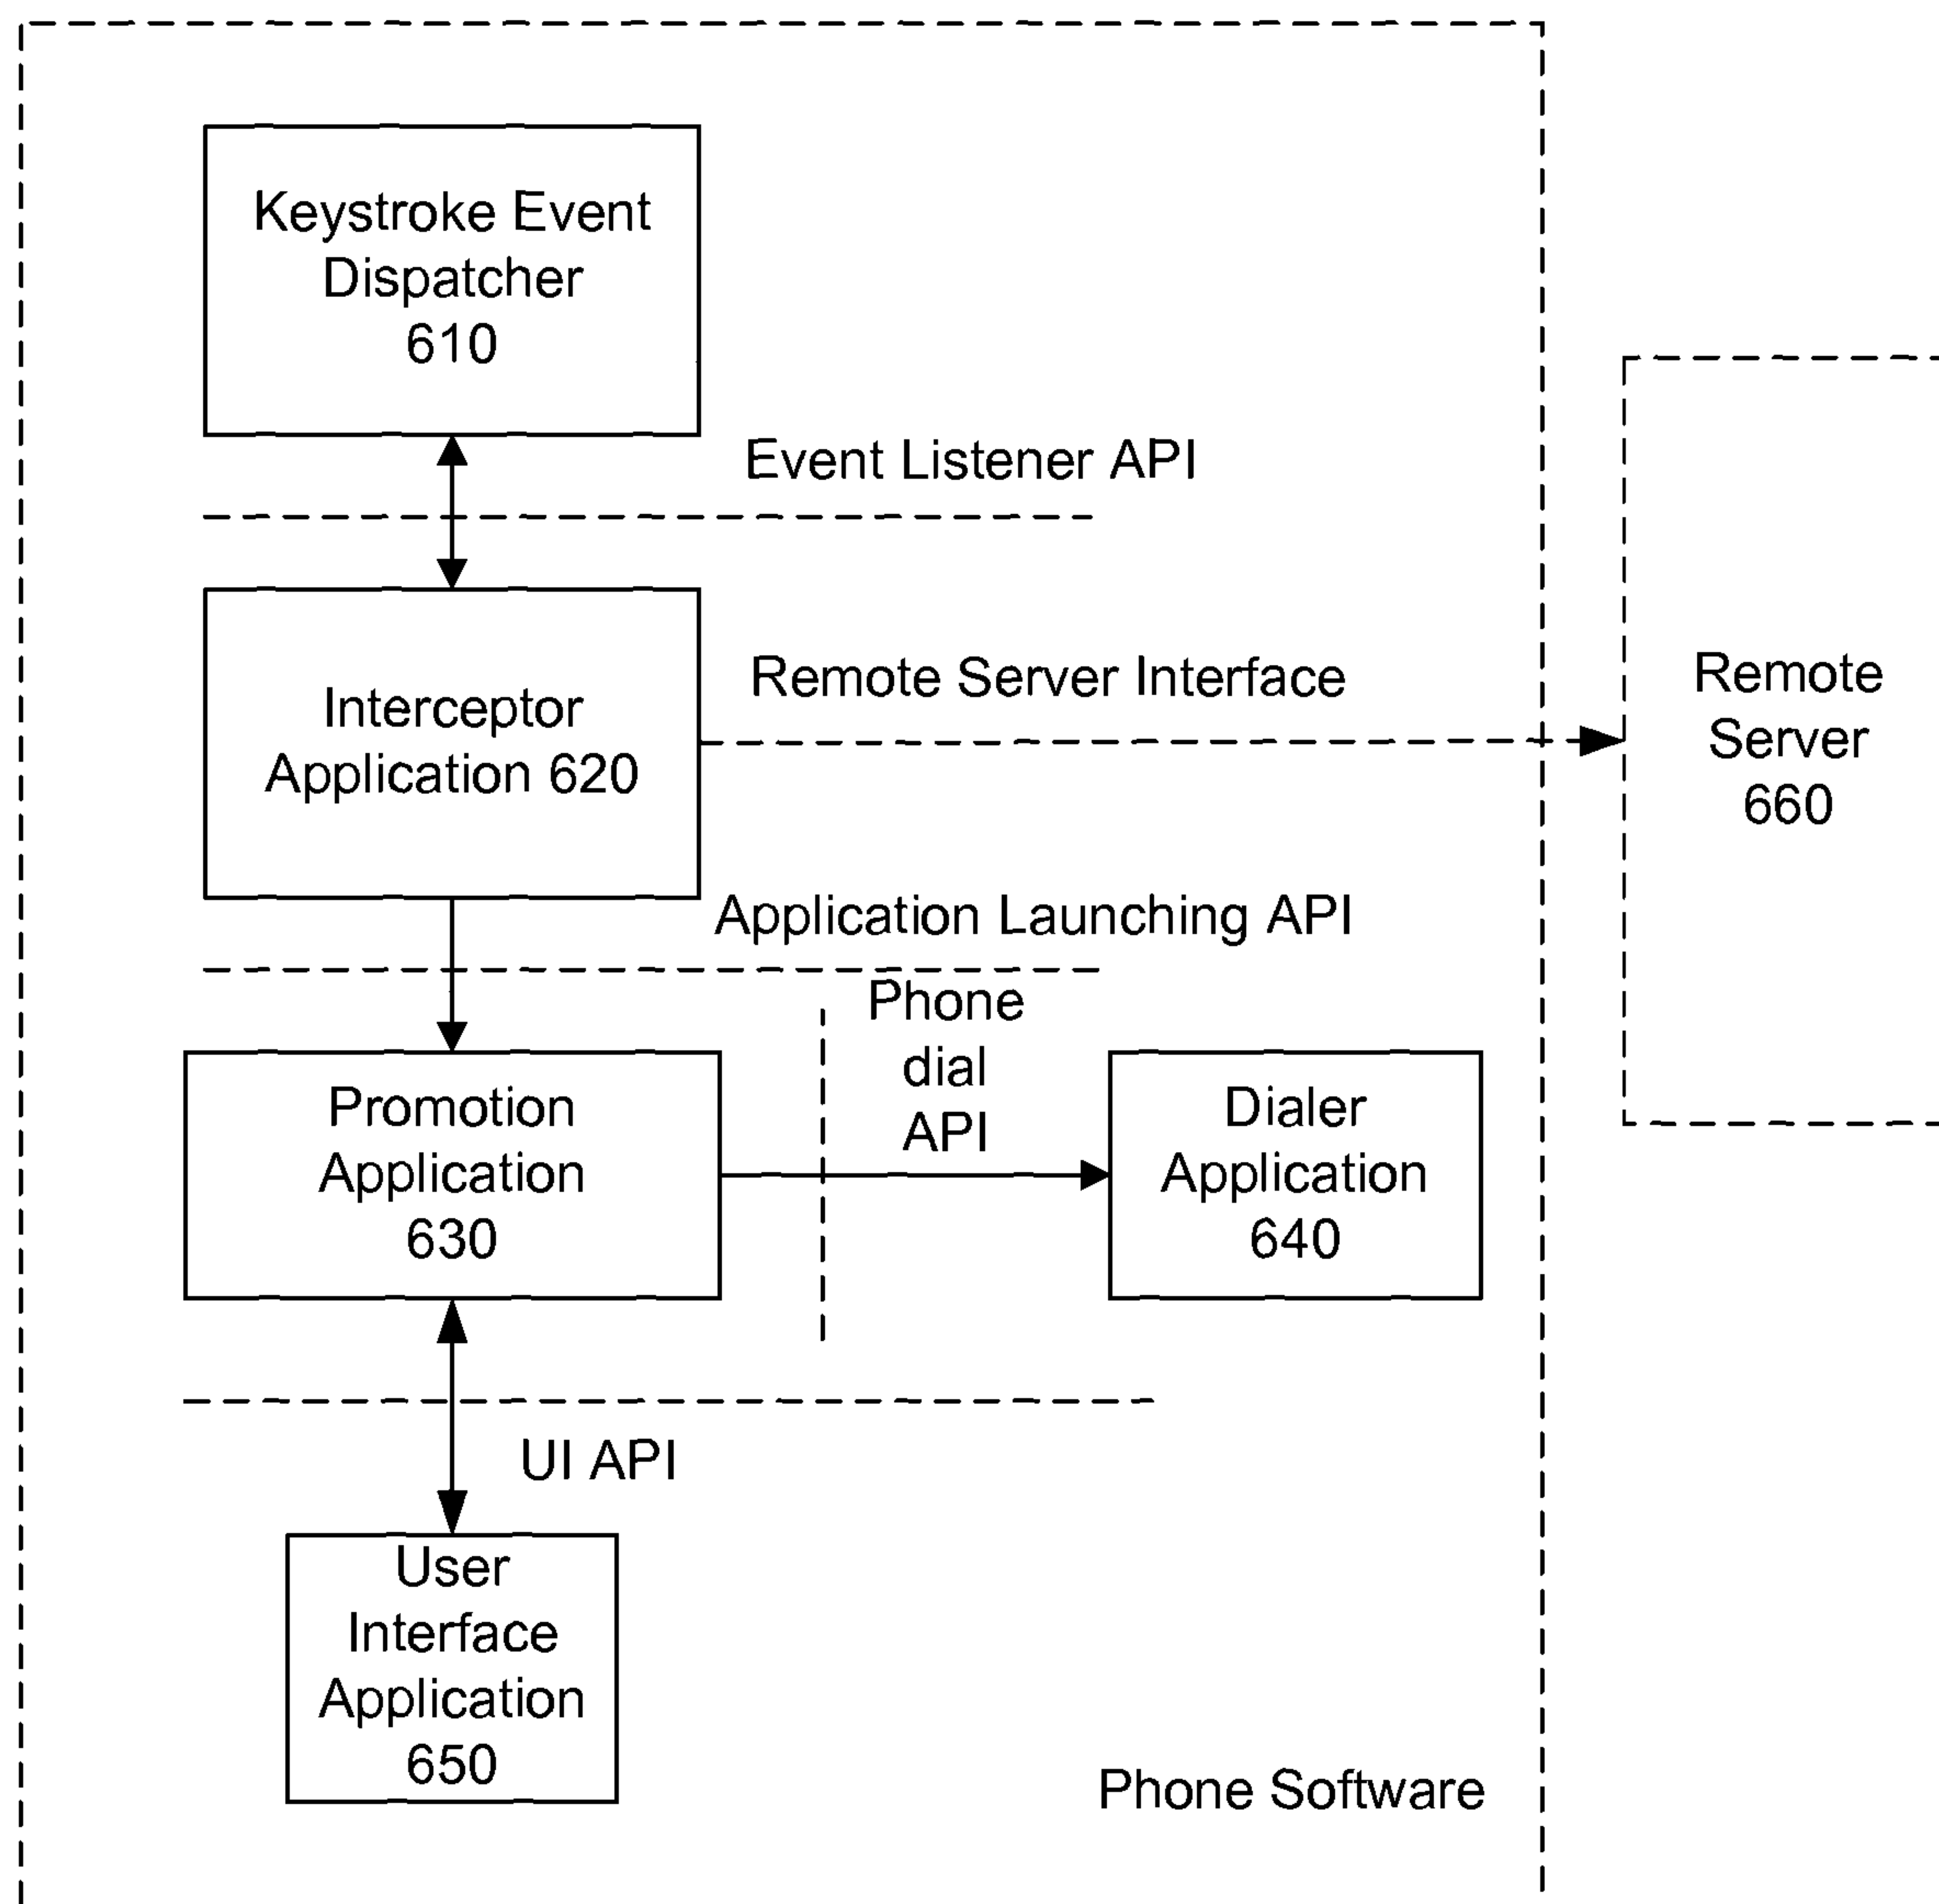 Keystroke Event
Dispatcher
610
Event Listener API
Interceptor
Application 620
Remote Server Interface
Remote
Server
660
Application Launching API
Phone
dial
API
Promotion
Application
630
Dialer
Application
640
UI API
User
Interface
Application
650
Phone Software